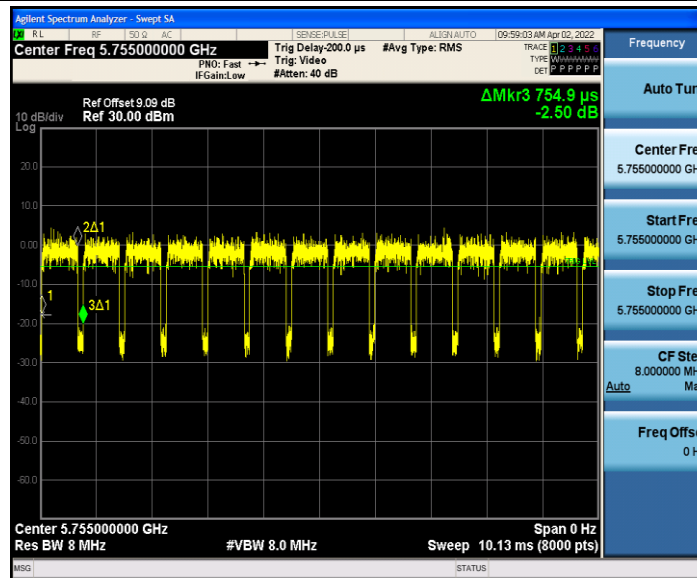 Agilent Spectrum Analyzer - Swept SA
LXI RL RF 50 Ω AC SENSE:PULSE ALIGN AUTO 09:59:03 AM Apr 02, 2022
Center Freq 5.755000000 GHz
PNO: Fast
IFGain:Low
Trig Delay-200.0 µs
Trig: Video
#Atten: 40 dB
#Avg Type: RMS
TRACE 1 2 3 4 5 6
TYPE WWWWWW
DET P P P P P P
ΔMkr3 754.9 µs
-2.50 dB
Ref Offset 9.09 dB
10 dB/div Ref 30.00 dBm
Log
20.0
10.0
0.00
-10.0
-20.0
-30.0
-40.0
-50.0
-60.0
2Δ1
1
3Δ1
Center 5.755000000 GHz Span 0 Hz
Res BW 8 MHz #VBW 8.0 MHz Sweep 10.13 ms (8000 pts)
MSG STATUS
Frequency
Auto Tun
Center Fre
5.755000000 GH
Start Fre
5.755000000 GH
Stop Fre
5.755000000 GH
CF Ste
8.000000 MH
Auto Ma
Freq Offs
0 H